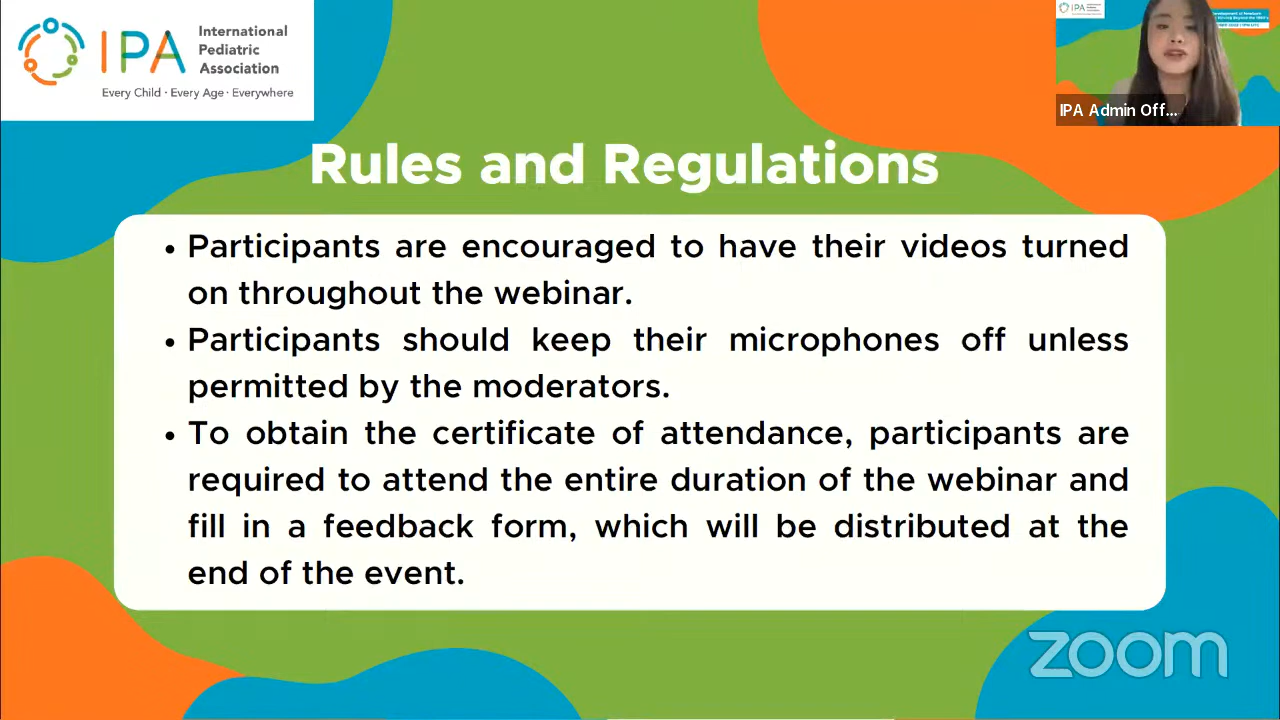 IPA
International
Pediatric
Association
Every Child · Every Age · Everywhere
IPA Admin Off...
Rules and Regulations
• Participants are encouraged to have their videos turned
on throughout the webinar.
• Participants should keep their microphones off unless
permitted by the moderators.
• To obtain the certificate of attendance, participants are
required to attend the entire duration of the webinar and
fill in a feedback form, which will be distributed at the
end of the event.
zoom